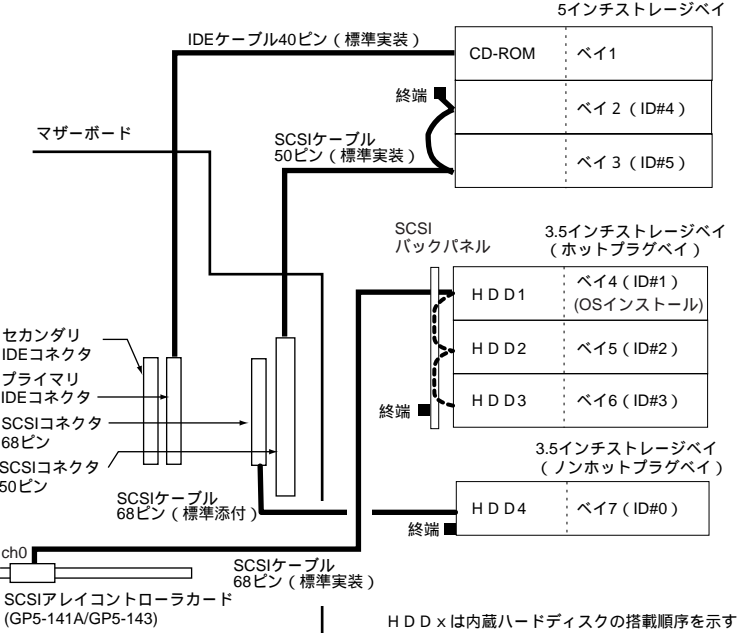 5インチストレージベイ
IDEケーブル40ピン（標準実装）
CD-ROM
ベイ1
終端
ベイ 2 （ID#4）
マザーボード
SCSIケーブル
50ピン（標準実装）
ベイ 3 （ID#5）
SCSI
バックパネル
3.5インチストレージベイ
（ホットプラグベイ）
ＨＤＤ1
ベイ4（ID#1）
(OSインストール)
ＨＤＤ2
ベイ5（ID#2）
ＨＤＤ3
ベイ6（ID#3）
終端
セカンダリ
IDEコネクタ
プライマリ
IDEコネクタ
SCSIコネクタ
68ピン
SCSIコネクタ
50ピン
3.5インチストレージベイ
（ノンホットプラグベイ）
SCSIケーブル
68ピン（標準添付）
ＨＤＤ4
ベイ7（ID#0）
終端
ch0
SCSIケーブル
68ピン（標準実装）
SCSIアレイコントローラカード
(GP5-141A/GP5-143)
ＨＤＤｘは内蔵ハードディスクの搭載順序を示す